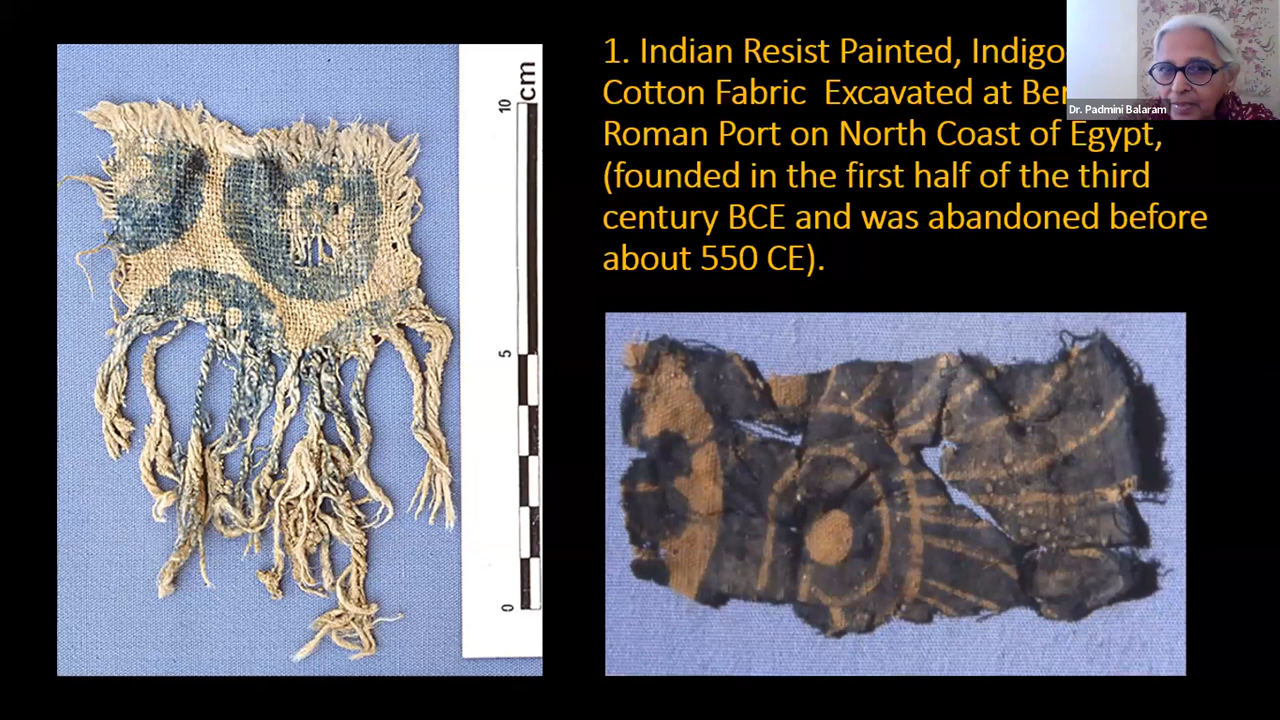 1. Indian Resist Painted, Indigo
Cotton Fabric Excavated at
Roman Port on North Coast of Egypt,
(founded in the first half of the third
century BCE and was abandoned before
about 550 CE).
Dr. Padmini Balaram
cm
10
5
0